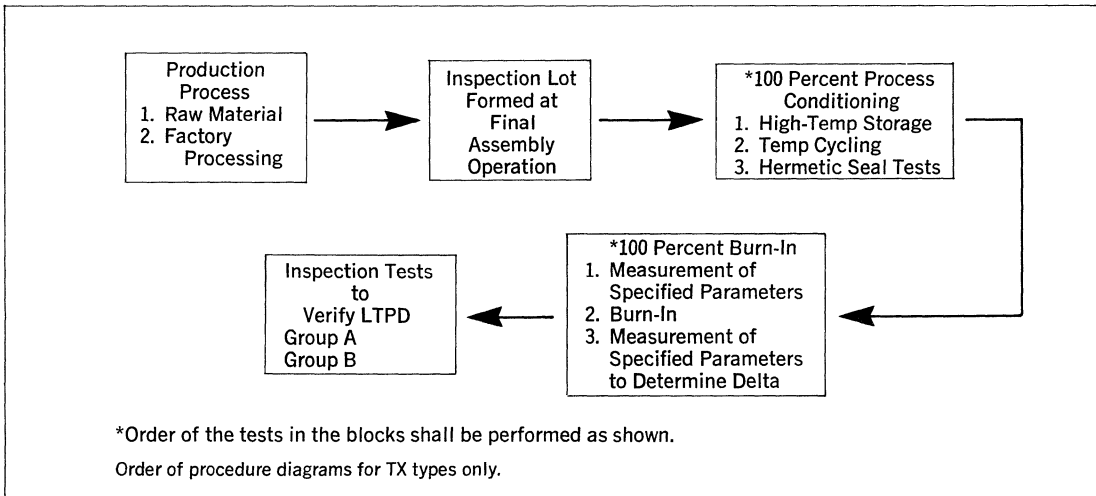 Production
Process
1. Raw Material
2. Factory
Processing
Inspection Lot
Formed at
Final
Assembly
Operation
*100 Percent Process
Conditioning
1. High-Temp Storage
2. Temp Cycling
3. Hermetic Seal Tests
*100 Percent Burn-In
1. Measurement of
Specified Parameters
2. Burn-In
3. Measurement of
Specified Parameters
to Determine Delta
Inspection Tests
to
Verify LTPD
Group A
Group B
*Order of the tests in the blocks shall be performed as shown.
Order of procedure diagrams for TX types only.